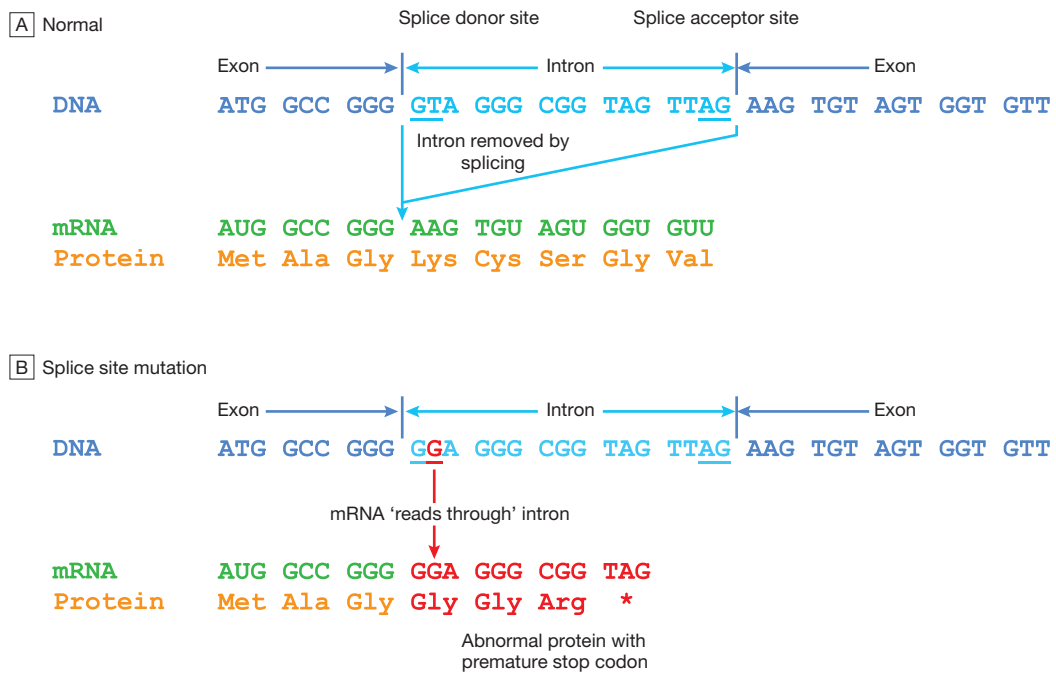 A Normal
Splice donor site
Splice acceptor site
Exon
Intron
Exon
DNA ATG GCC GGG GTA GGG CGG TAG TTAG AAG TGT AGT GGT GTT
Intron removed by
splicing
mRNA AUG GCC GGG AAG TGU AGU GGU GUU
Protein Met Ala Gly Lys Cys Ser Gly Val
B Splice site mutation
Exon
Intron
Exon
DNA ATG GCC GGG GGA GGG CGG TAG TTAG AAG TGT AGT GGT GTT
mRNA ‘reads through’ intron
mRNA AUG GCC GGG GGA GGG CGG TAG
Protein Met Ala Gly Gly Gly Arg *
Abnormal protein with
premature stop codon